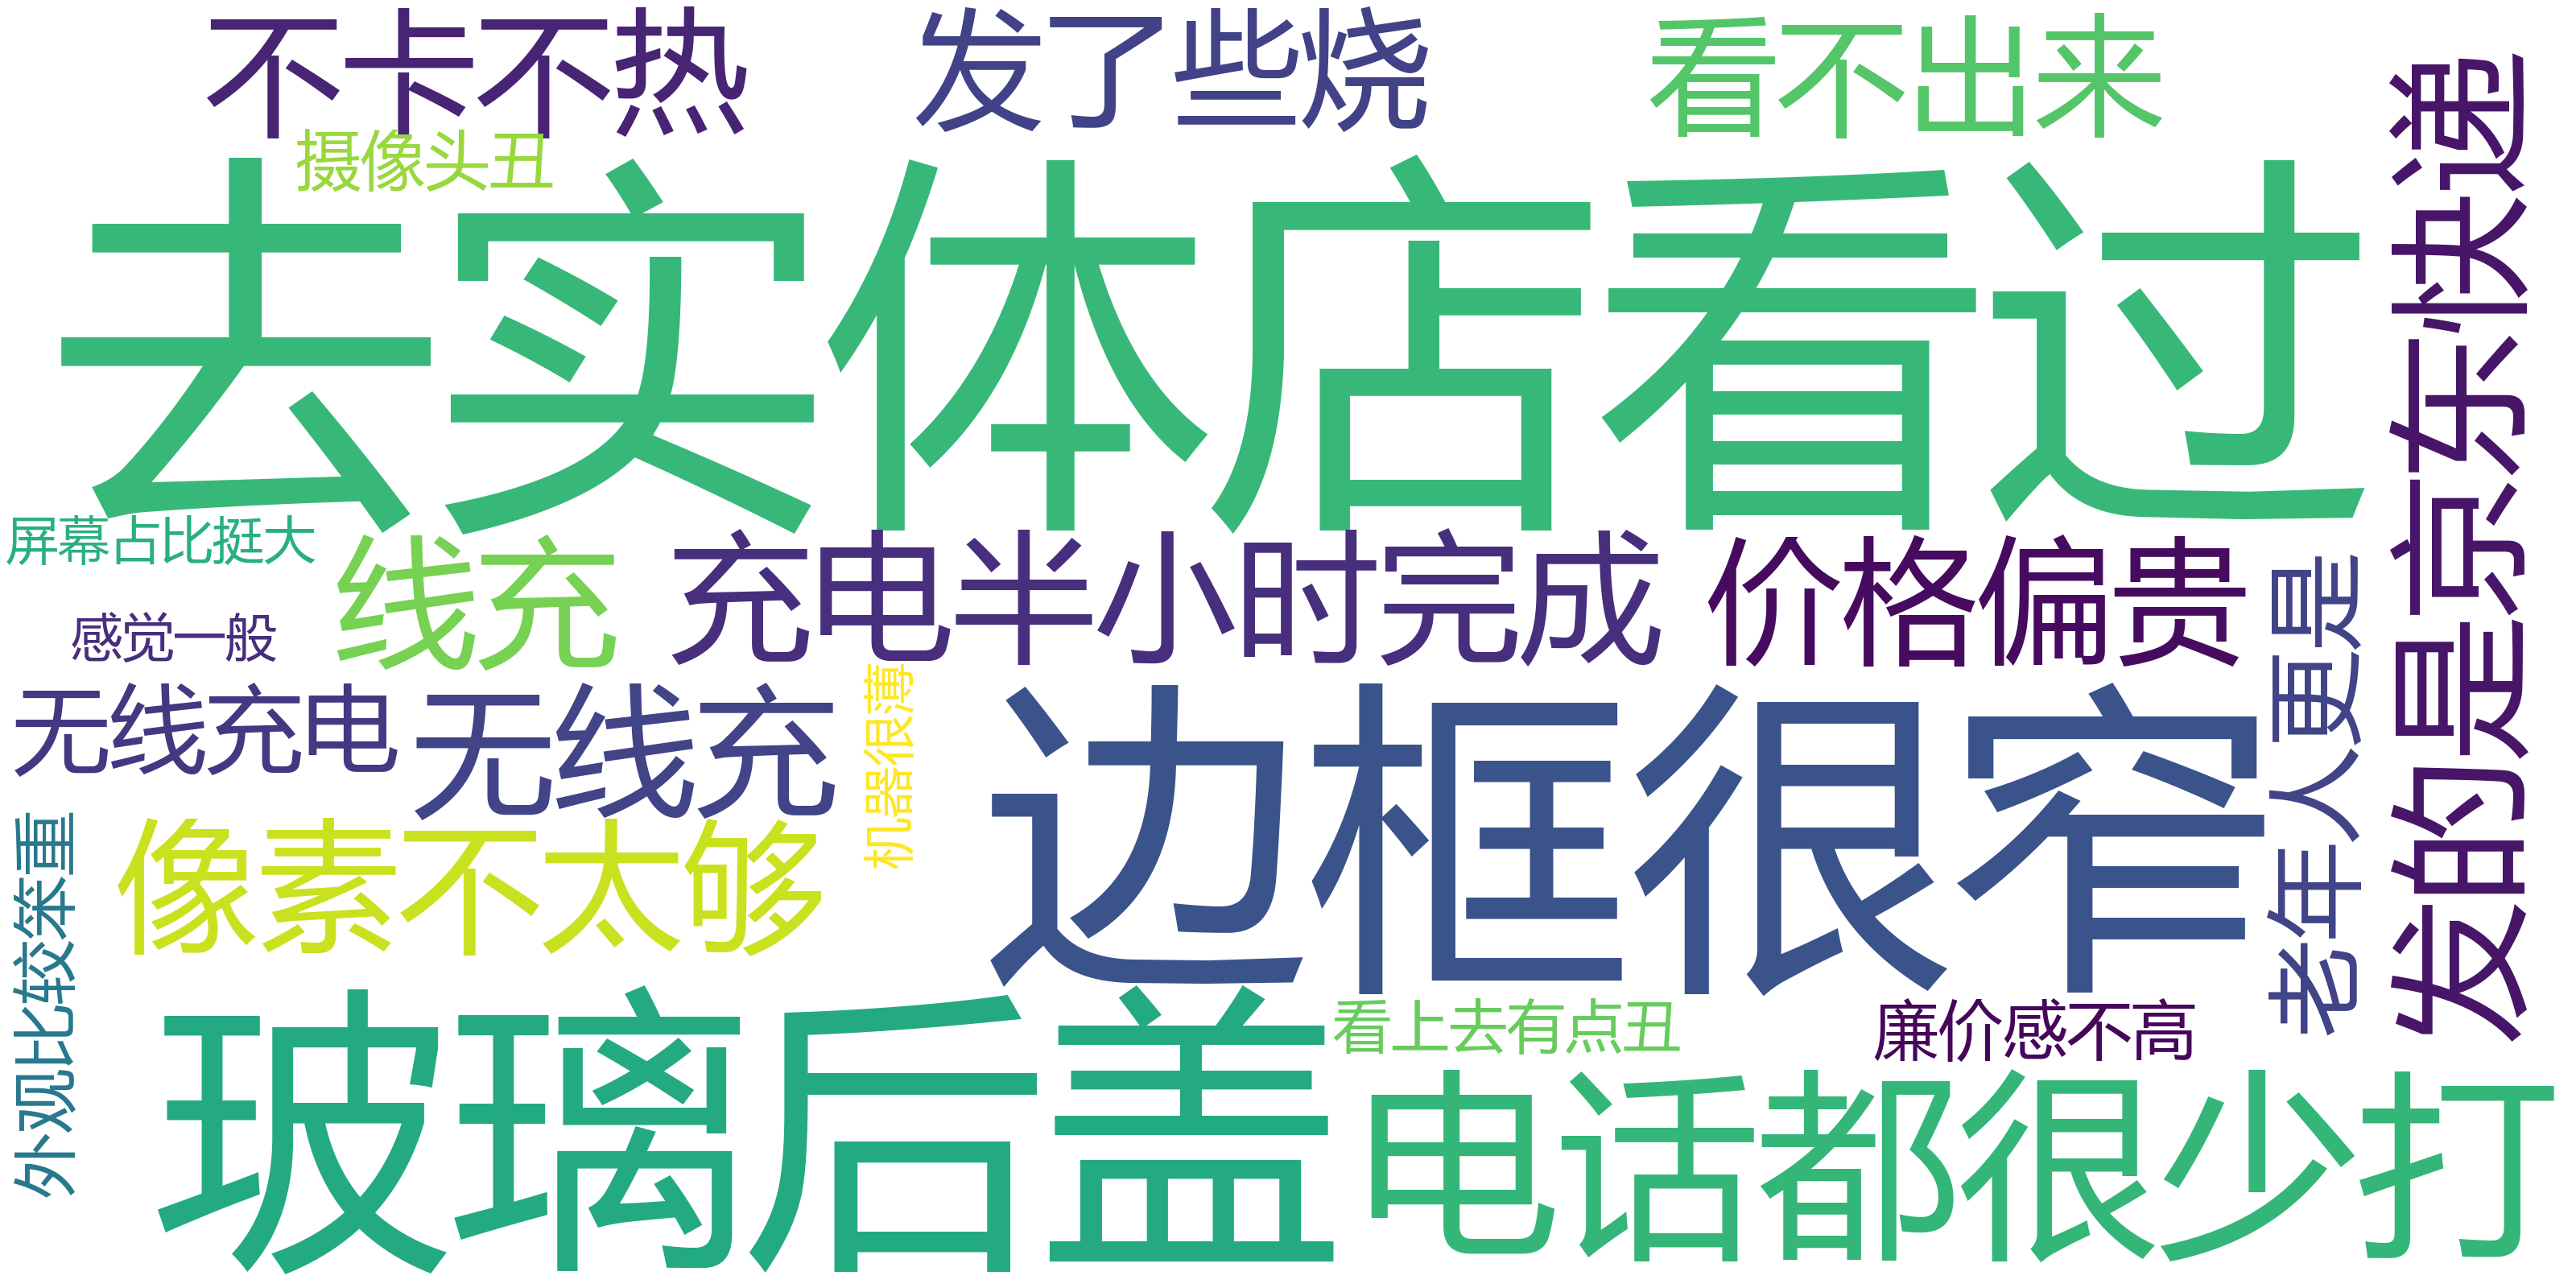 不卡不热
发了些烧
看不出来
摄像头丑
去实体店看过
发的是京东快递
屏幕占比挺大
线充
充电半小时完成
价格偏贵
老年人更是
感觉一般
无线充电
无线充
机器很薄
边框很窄
外观比较笨重
像素不太够
玻璃后盖
看上去有点丑
廉价感不高
电话都很少打